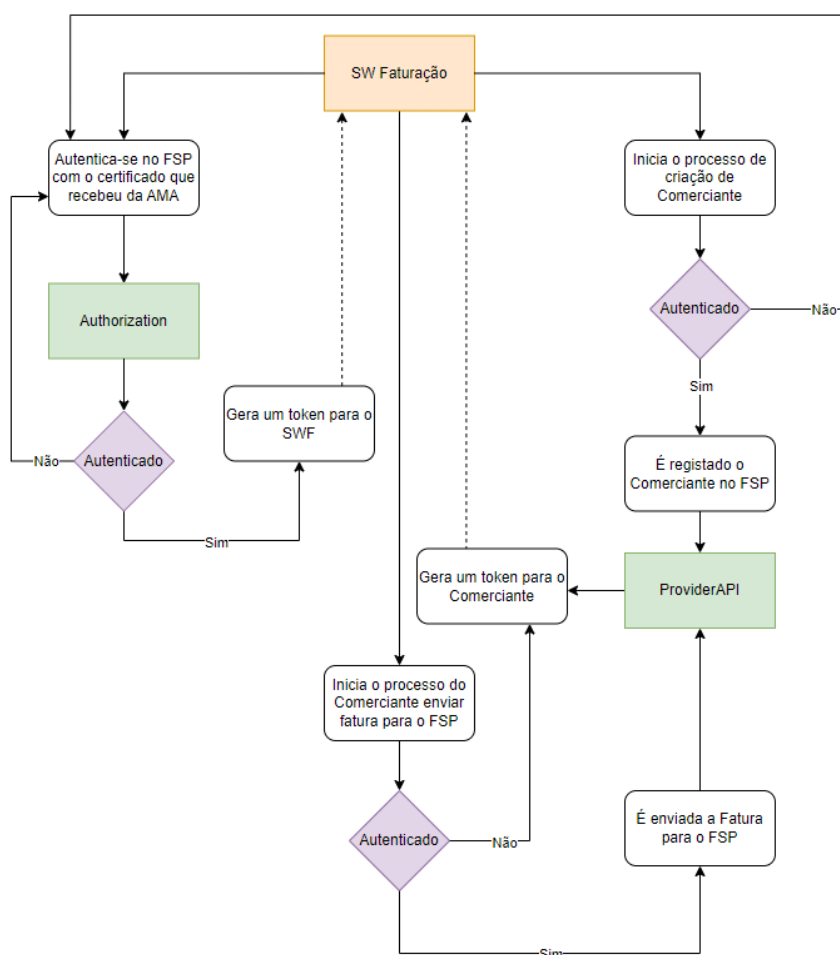 SW Faturação
Autentica-se no FSP
com o certificado que
recebeu da AMA
Inicia o processo de
criação de
Comerciante
Authorization
Autenticado
Não
Sim
Gera um token para o
SWF
Autenticado
Não
Sim
É registado o
Comerciante no FSP
ProviderAPI
Gera um token para o
Comerciante
Inicia o processo do
Comerciante enviar
fatura para o FSP
Autenticado
Não
Sim
É enviada a Fatura
para o FSP